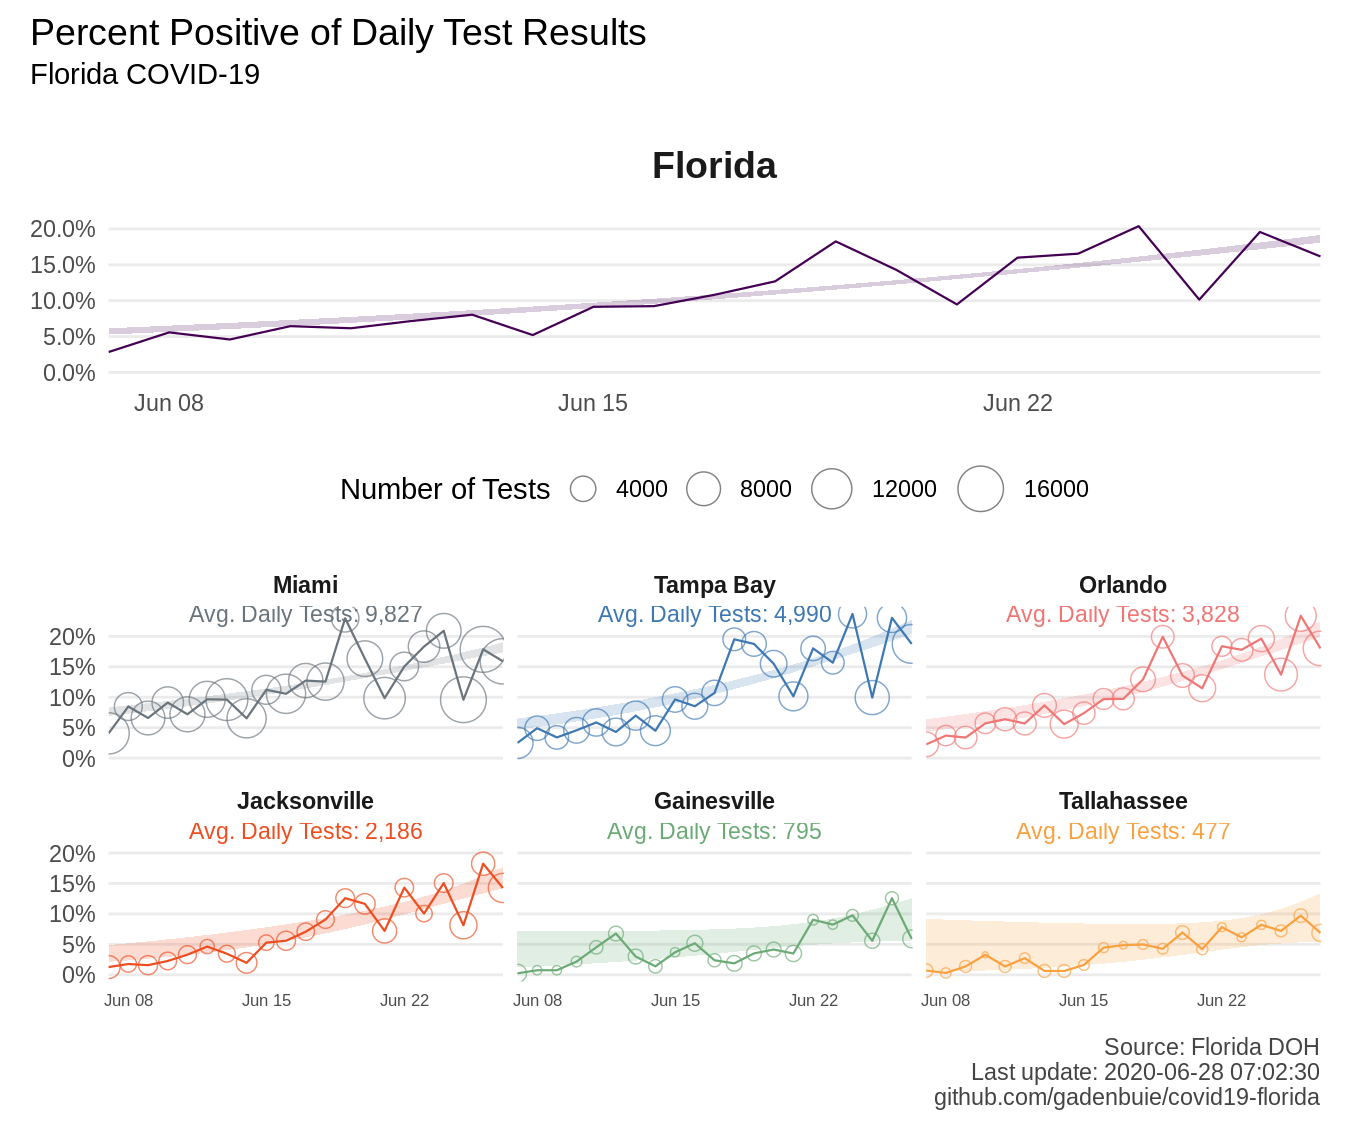 Percent Positive of Daily Test Results
Florida COVID-19
Florida
20.0%
15.0%
10.0%
5.0%
0.0%
Jun 08 Jun 15 Jun 22
Number of Tests 4000 8000 12000 16000
Miami Tampa Bay Orlando
Avg. Daily Tests: 9,827 Avg. Daily Tests: 4,990 Avg. Daily Tests: 3,828
20%
15%
10%
5%
0%
Jacksonville Gainesville Tallahassee
Avg. Daily Tests: 2,186 Avg. Daily Tests: 795 Avg. Daily Tests: 477
20%
15%
10%
5%
0%
Jun 08 Jun 15 Jun 22 Jun 08 Jun 15 Jun 22 Jun 08 Jun 15 Jun 22
Source: Florida DOH
Last update: 2020-06-28 07:02:30
github.com/gadenbuie/covid19-florida